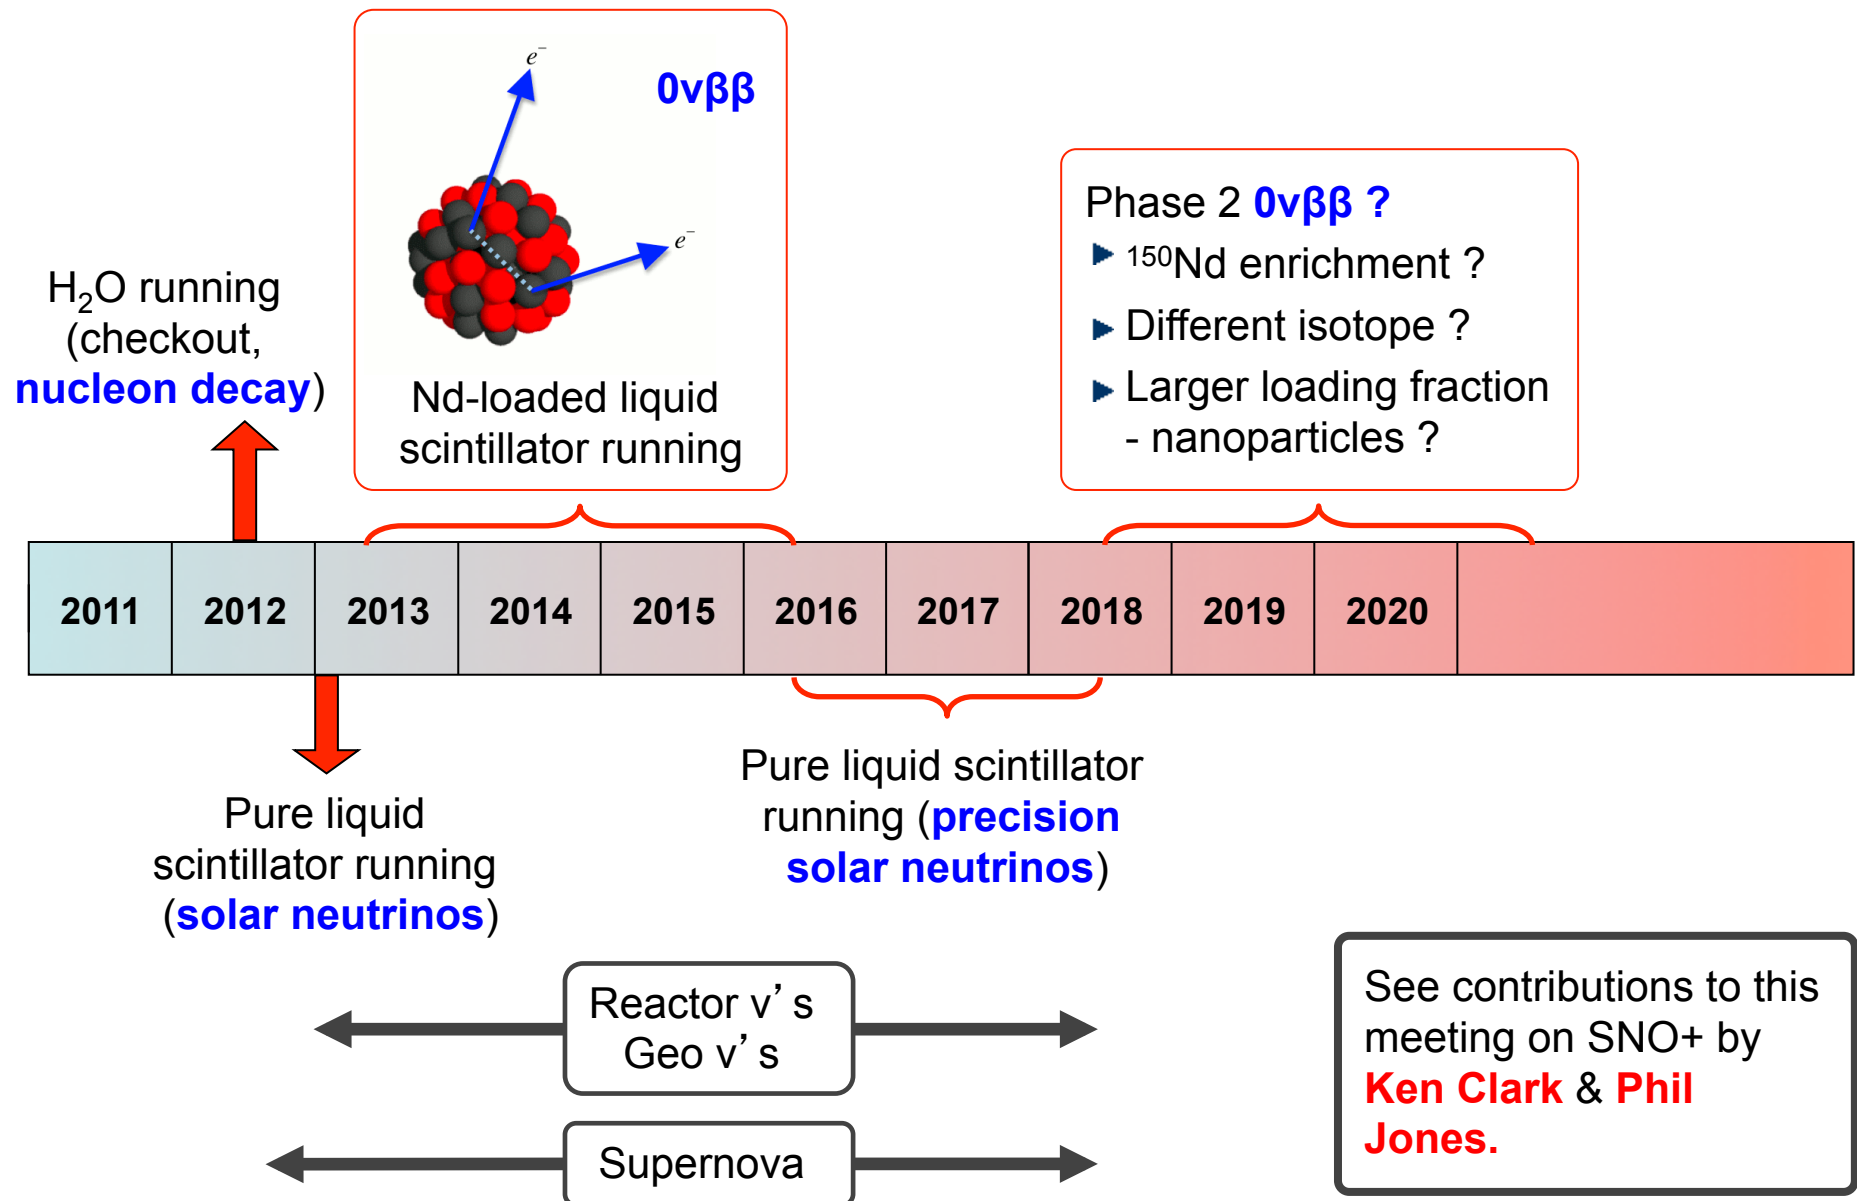 e⁻
0νββ
e⁻
Nd-loaded liquid
scintillator running
H₂O running
(checkout,
nucleon decay)
Phase 2 0νββ ?
¹⁵⁰Nd enrichment ?
Different isotope ?
Larger loading fraction
- nanoparticles ?
2011 2012 2013 2014 2015 2016 2017 2018 2019 2020
Pure liquid
scintillator running
(solar neutrinos)
Pure liquid scintillator
running (precision
solar neutrinos)
Reactor ν’ s
Geo ν’ s
Supernova
See contributions to this
meeting on SNO+ by
Ken Clark & Phil
Jones.